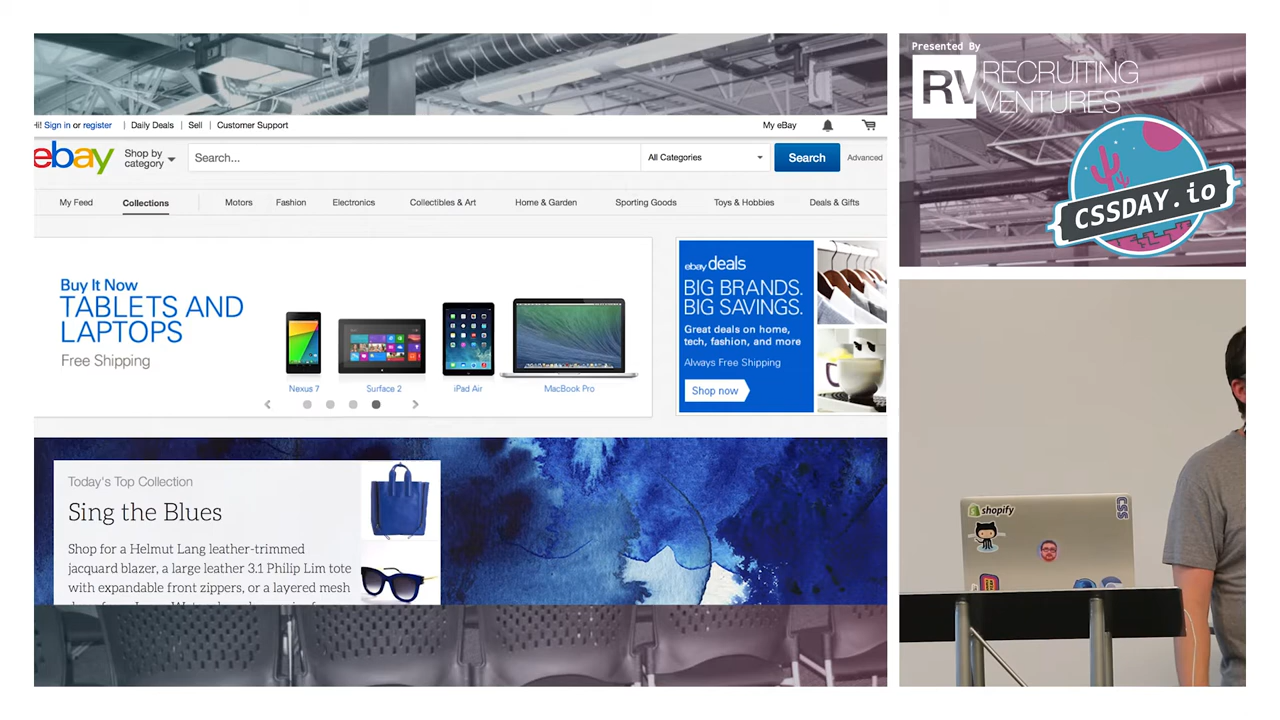 Hi! Sign in or register | Daily Deals | Sell | Customer Support
My eBay
ebay
Shop by
category
Search...
All Categories
Search
Advanced
My Feed
Collections
Motors
Fashion
Electronics
Collectibles & Art
Home & Garden
Sporting Goods
Toys & Hobbies
Deals & Gifts
Buy It Now
TABLETS AND
LAPTOPS
Free Shipping
Nexus 7
Surface 2
iPad Air
MacBook Pro
ebay deals
BIG BRANDS.
BIG SAVINGS.
Great deals on home,
tech, fashion, and more
Always Free Shipping
Shop now
Today's Top Collection
Sing the Blues
Shop for a Helmut Lang leather-trimmed
jacquard blazer, a large leather 3.1 Philip Lim tote
with expandable front zippers, or a layered mesh
Presented By
RV
RECRUITING
VENTURES
{CSSDAY.io}
shopify
CSS